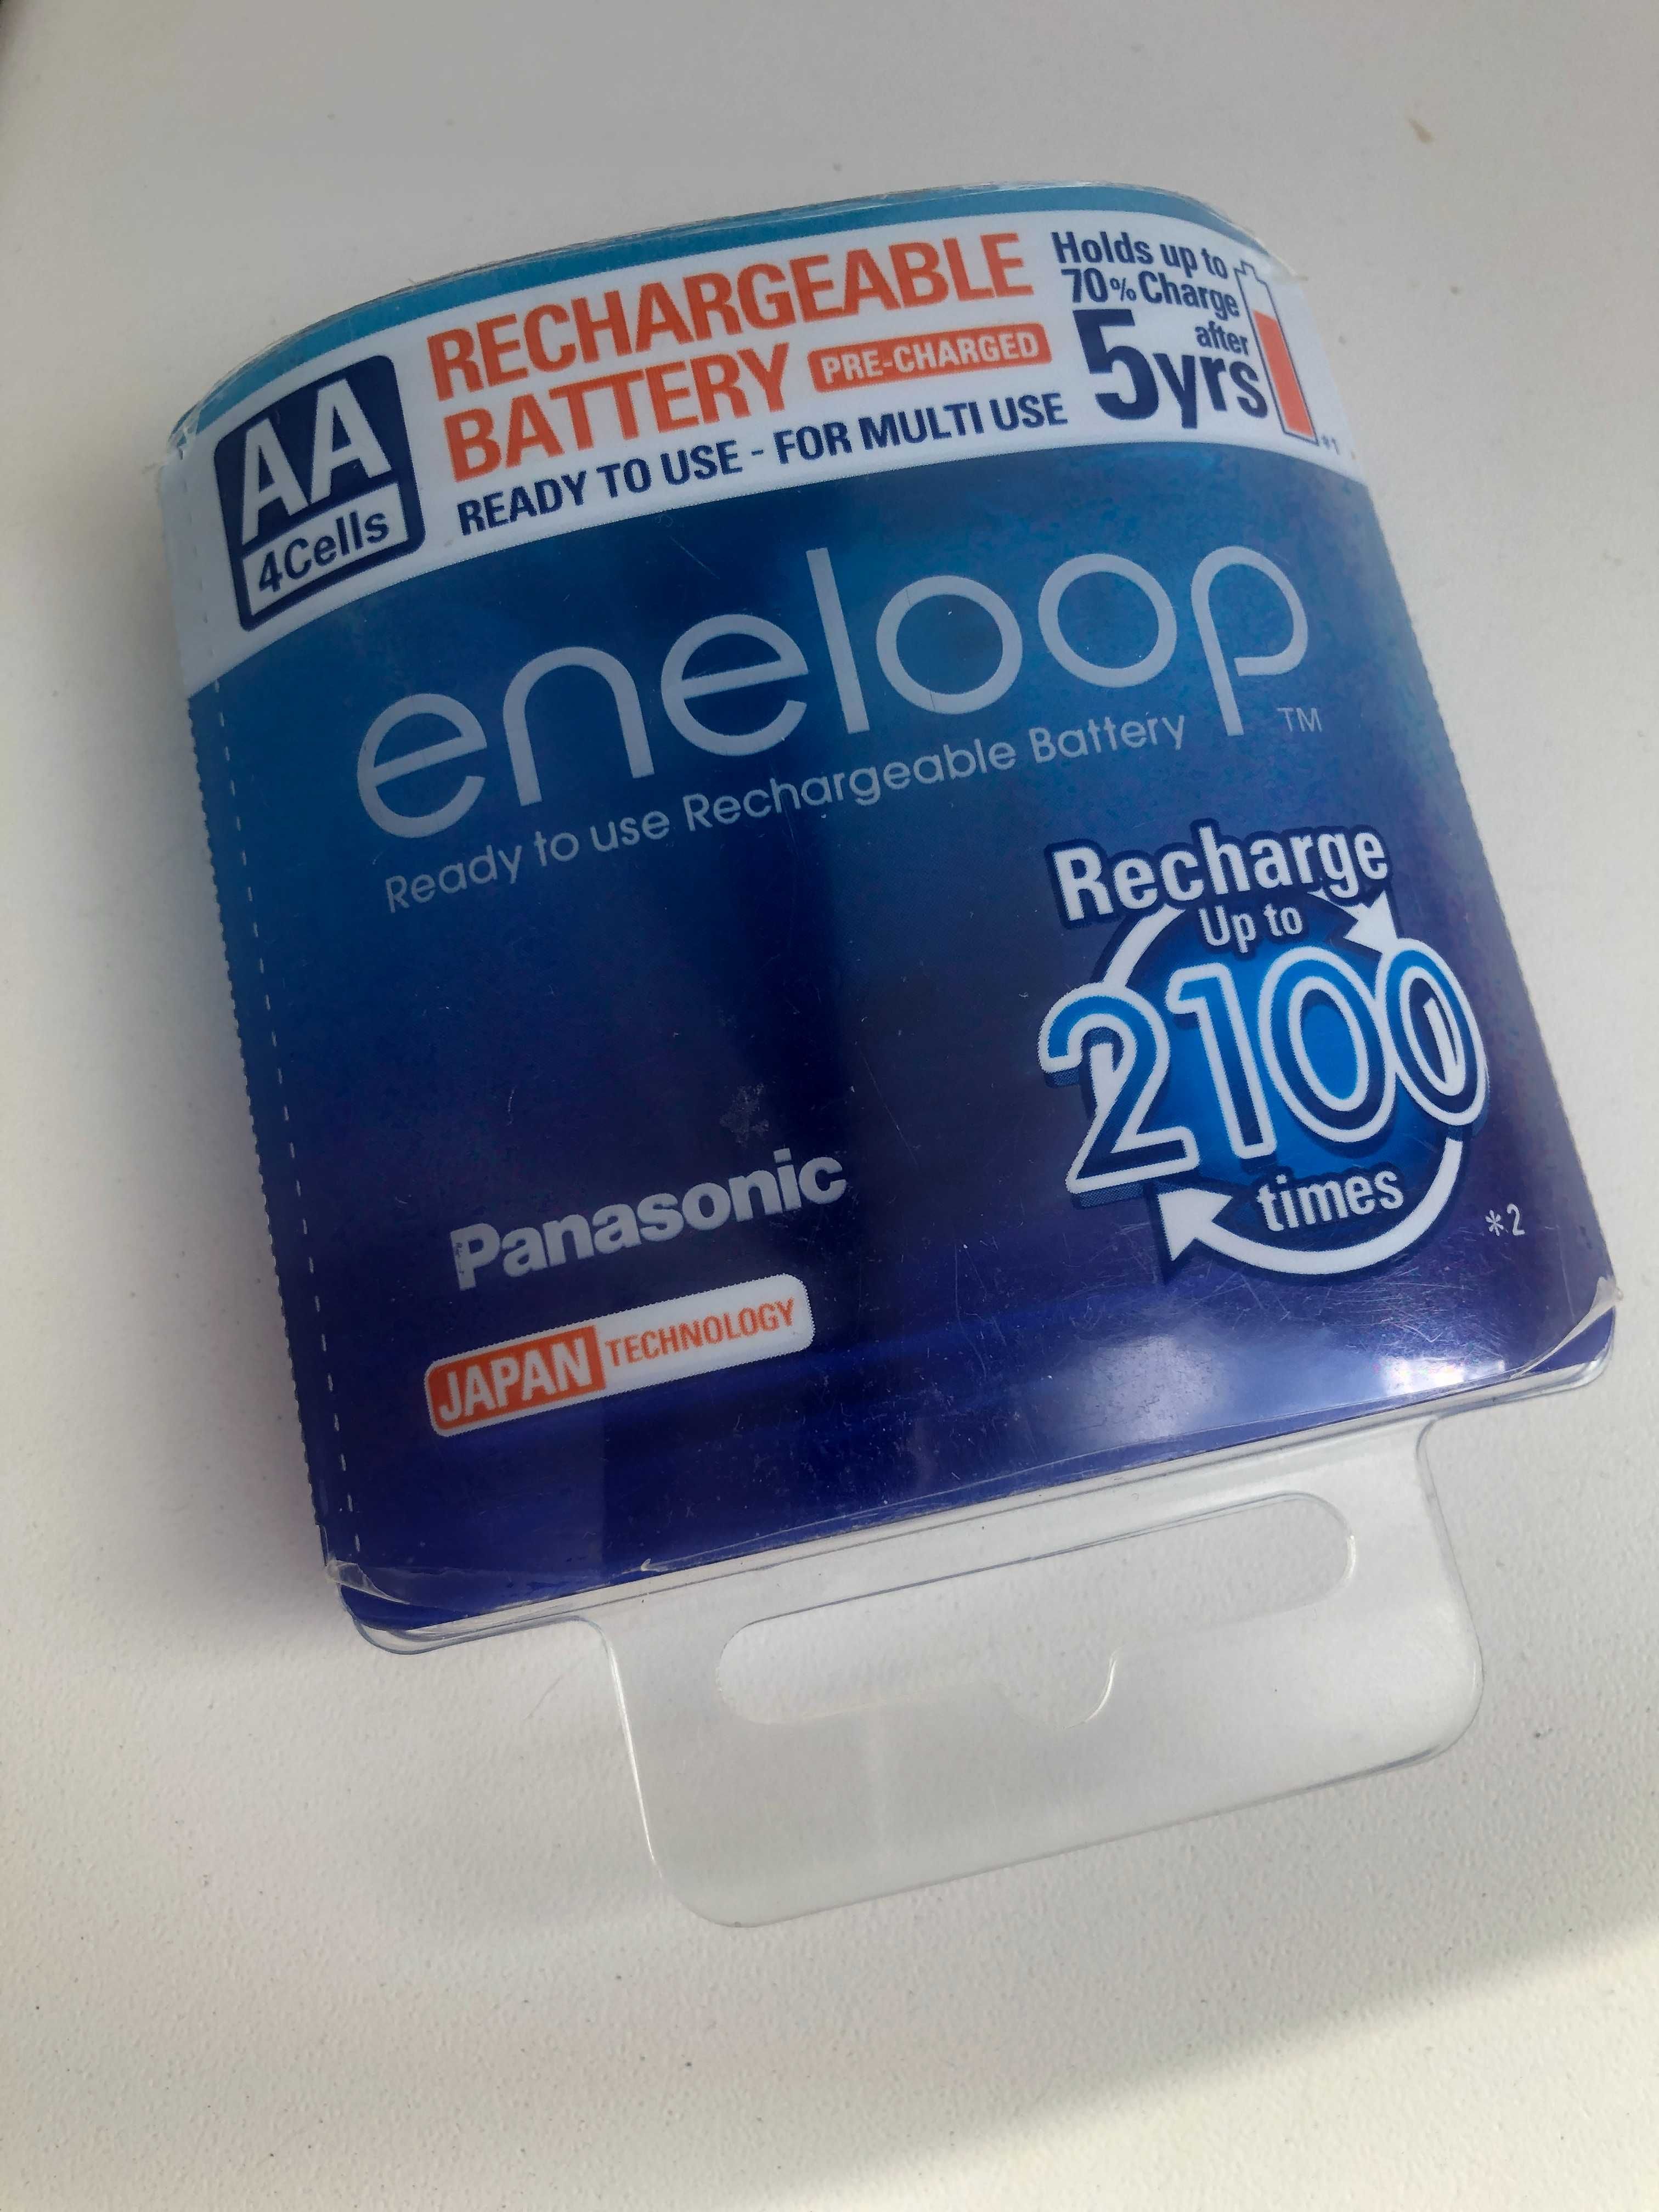 AA
4Cells
RECHARGEABLE
BATTERY PRE-CHARGED
READY TO USE - FOR MULTI USE
Holds up to
70% Charge
after
5yrs
*1
eneloop
TM
Ready to use Rechargeable Battery
Recharge
Up to
2100
times
*2
Panasonic
JAPAN TECHNOLOGY